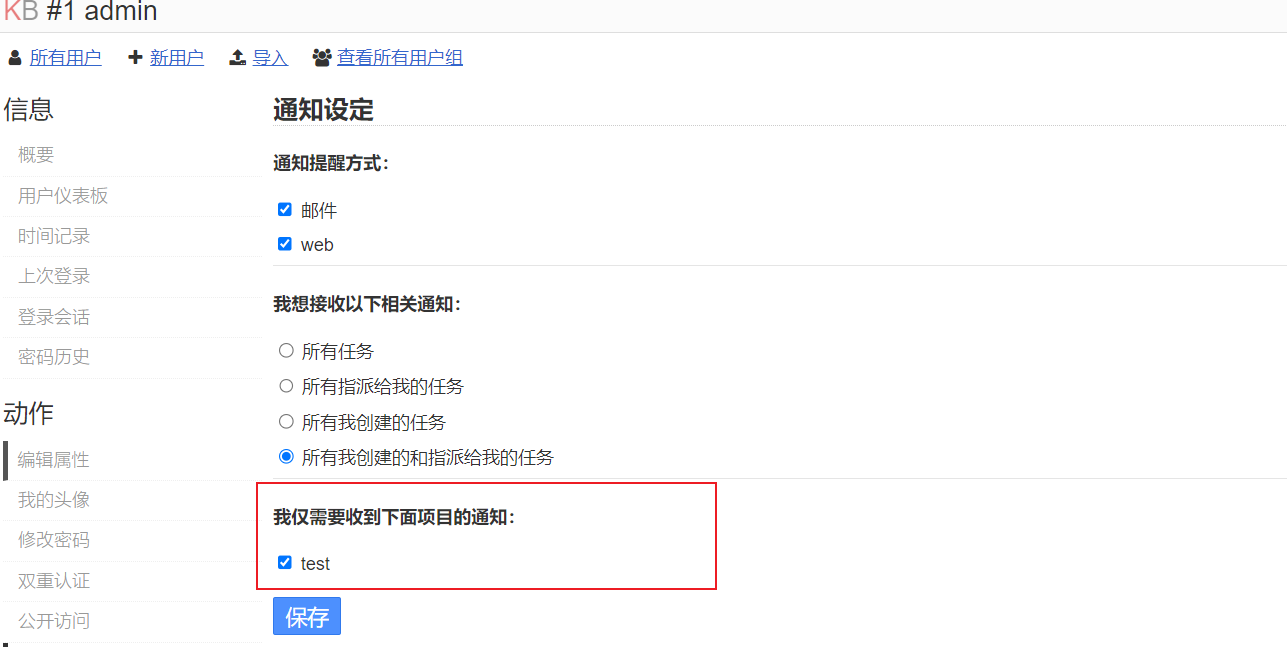 KB #1 admin
所有用户 新用户 导入 查看所有用户组
信息
概要
用户仪表板
时间记录
上次登录
登录会话
密码历史
动作
编辑属性
我的头像
修改密码
双重认证
公开访问
通知设定
通知提醒方式：
邮件
web
我想接收以下相关通知：
所有任务
所有指派给我的任务
所有我创建的任务
所有我创建的和指派给我的任务
我仅需要收到下面项目的通知：
test
保存